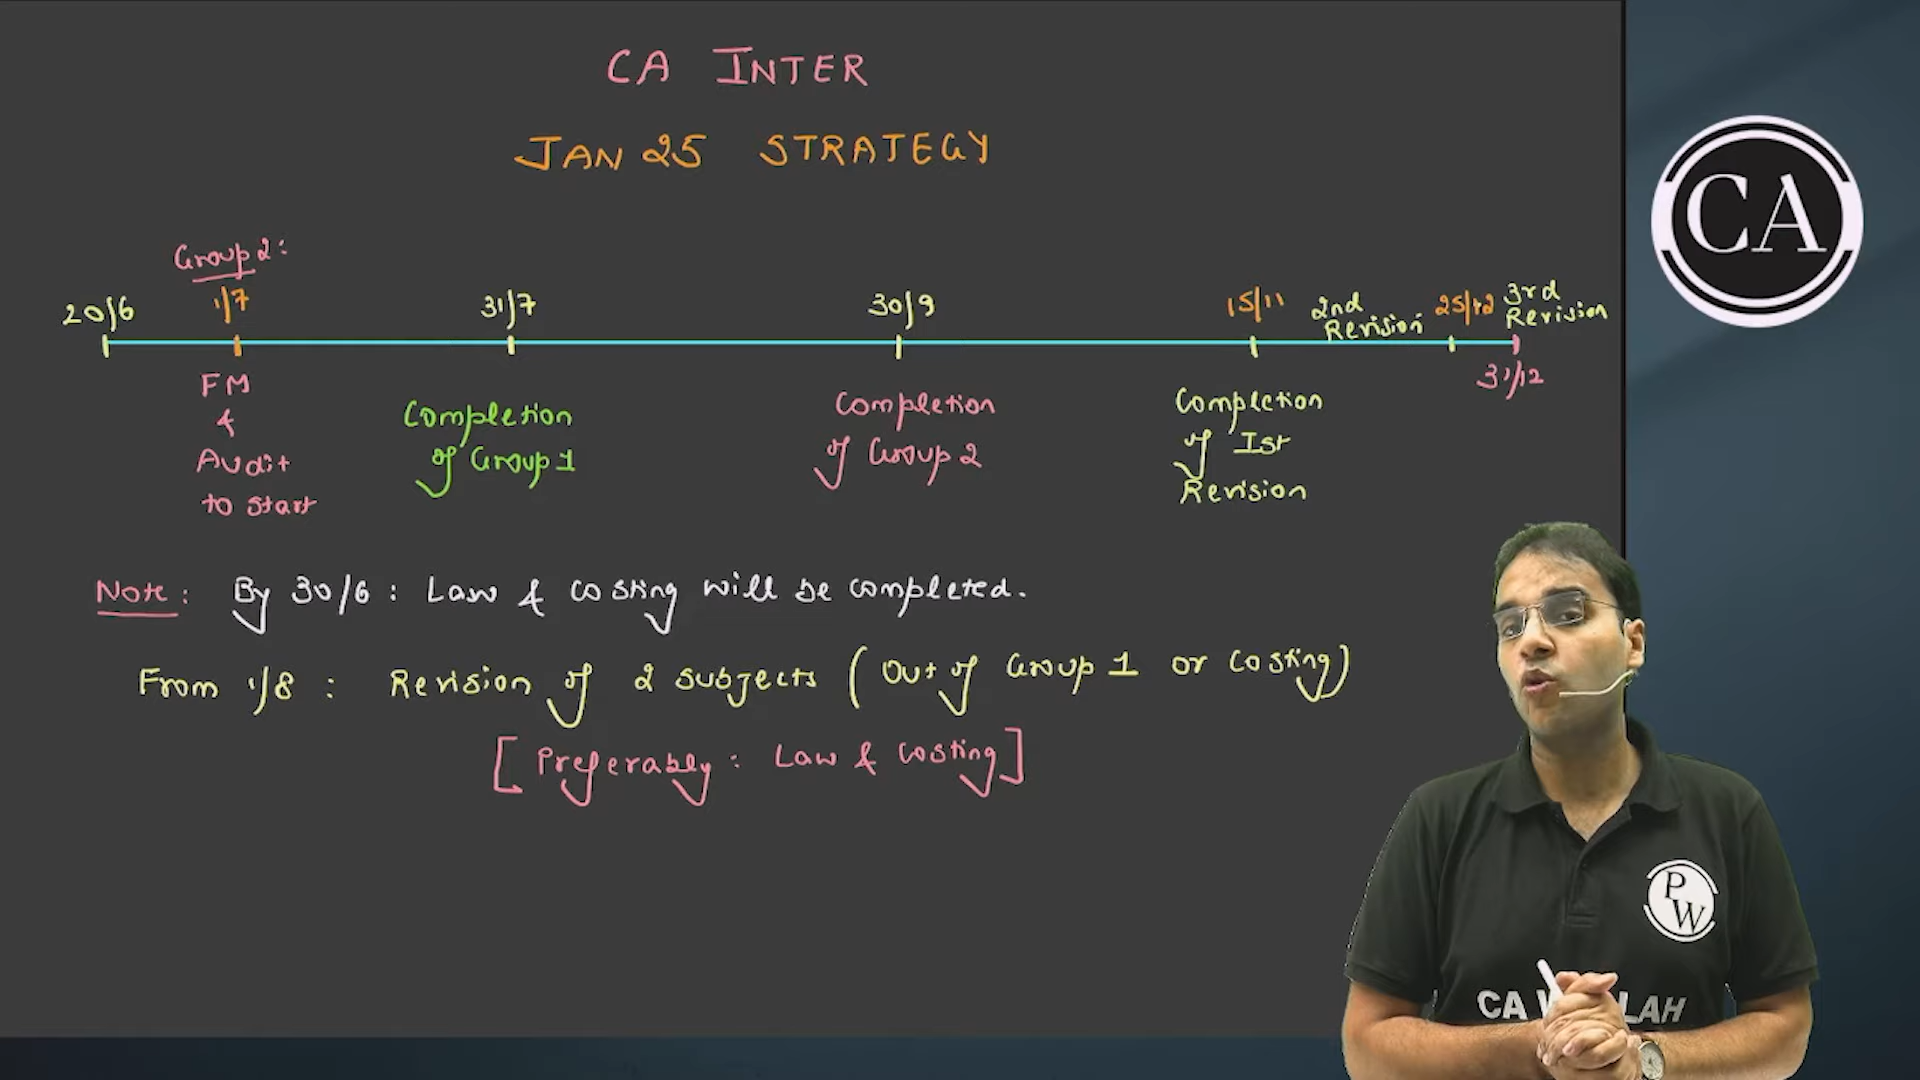 CA INTER
JAN 25 STRATEGY
Group 2:
20/6 1/7 31/7 30/9 15/11 2nd Revision 25/12 3rd Revision
31/12
FM & Audit to start
Completion of Group 1
Completion of Group 2
Completion of Ist Revision
Note: By 30/6: Law & Costing will be completed.
From 1/8: Revision of 2 subjects (Out of Group 1 or Costing)
[Preferably: Law & Costing]
CA
PW
CA W LAH